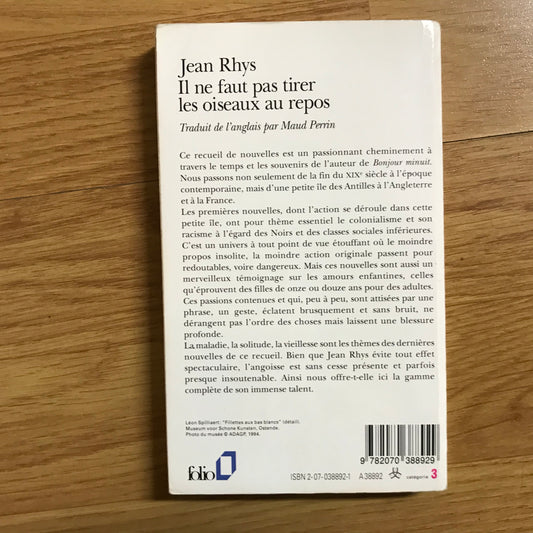 Jean Rhys
Il ne faut pas tirer
les oiseaux au repos
Traduit de l'anglais par Maud Perrin
Ce recueil de nouvelles est un passionnant cheminement à
travers le temps et les souvenirs de l'auteur de Bonjour minuit.
Nous passons non seulement de la fin du XIXe siècle à l'époque
contemporaine, mais d'une petite île des Antilles à l'Angleterre
et à la France.
Les premières nouvelles, dont l'action se déroule dans cette
petite île, ont pour thème essentiel le colonialisme et son
racisme à l'égard des Noirs et des classes sociales inférieures.
C'est un univers à tout point de vue étouffant où le moindre
propos insolite, la moindre action originale passent pour
redoutables, voire dangereux. Mais ces nouvelles sont aussi un
merveilleux témoignage sur les amours enfantines, celles
qu'éprouvent des filles de onze ou douze ans pour des adultes.
Ces passions contenues et qui, peu à peu, sont attisées par une
phrase, un geste, éclatent brusquement et sans bruit, ne
dérangent pas l'ordre des choses mais laissent une blessure
profonde.
La maladie, la solitude, la vieillesse sont les thèmes des dernières
nouvelles de ce recueil. Bien que Jean Rhys évite tout effet
spectaculaire, l'angoisse est sans cesse présente et parfois
presque insoutenable. Ainsi nous offre-t-elle ici la gamme
complète de son immense talent.
Léon Spilliaert : "Fillettes aux bas blancs" (détail).
Museum voor Schone Kunsten, Ostende.
Photo du musée © ADAGP, 1994.
9 782070 388929
folio
ISBN 2-07-038892-1 A 38892 catégorie 3